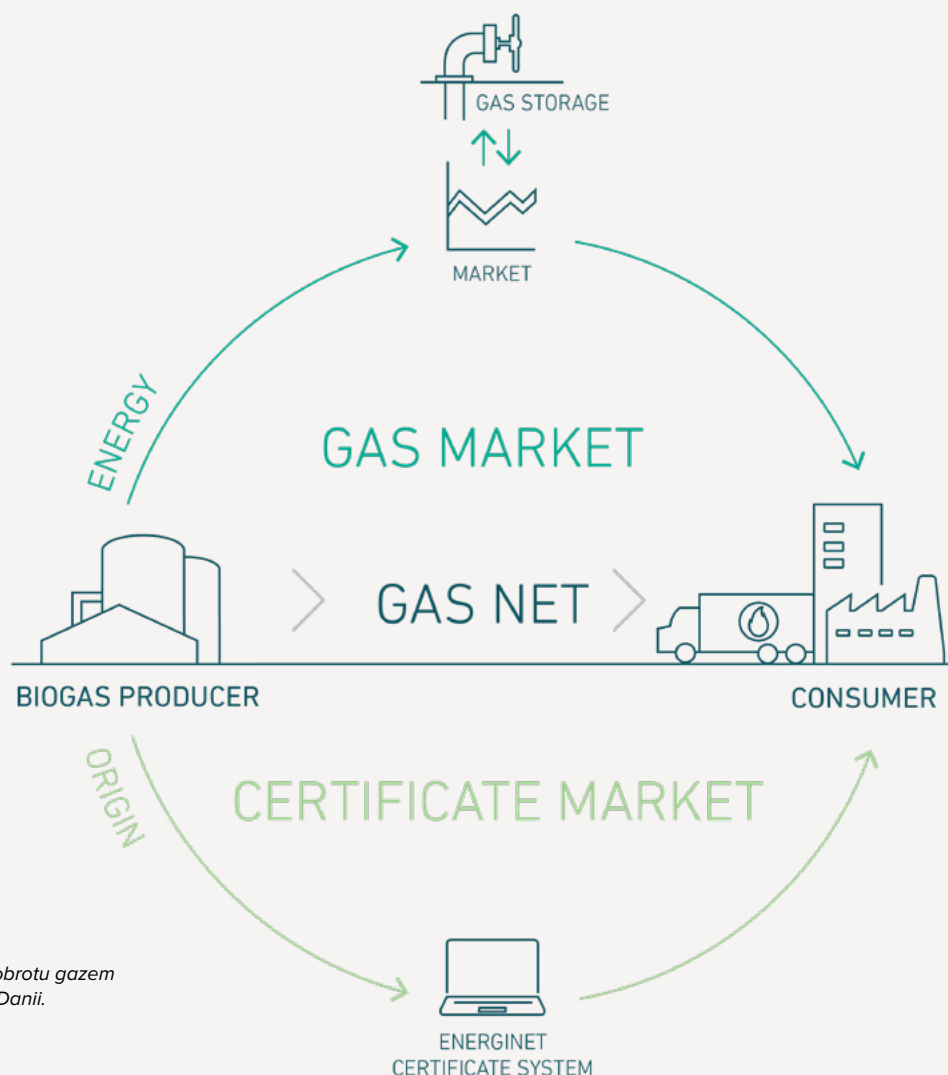 GAS STORAGE
MARKET
ENERGY
GAS MARKET
GAS NET
BIOGAS PRODUCER
CONSUMER
ORIGIN
CERTIFICATE MARKET
obrotu gazem
Danii.
ENERGINET
CERTIFICATE SYSTEM